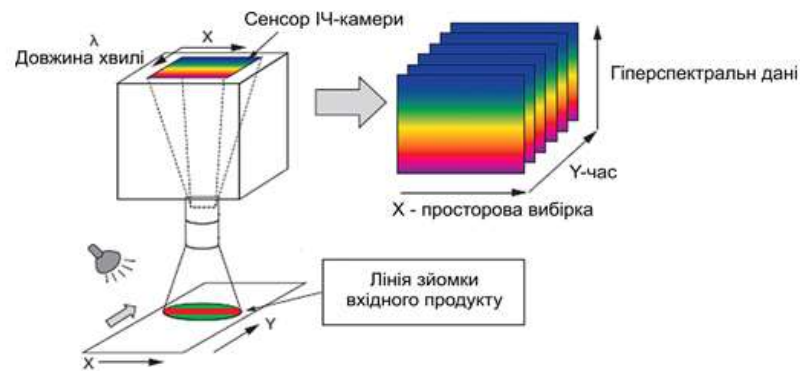 Сенсор ІЧ-камери
λ
X
Довжина хвилі
Гіперспектральн дані
Y-час
X - просторова вибірка
Лінія зйомки
вхідного продукту
Y
X